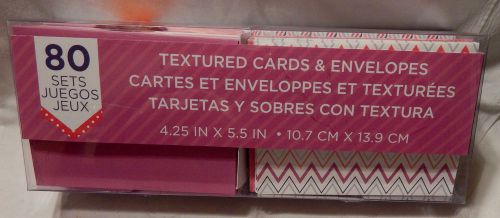 80
SETS
JUEGOS
JEUX
TEXTURED CARDS & ENVELOPES
CARTES ET ENVELOPPES ET TEXTURÉES
TARJETAS Y SOBRES CON TEXTURA
4.25 IN X 5.5 IN • 10.7 CM X 13.9 CM